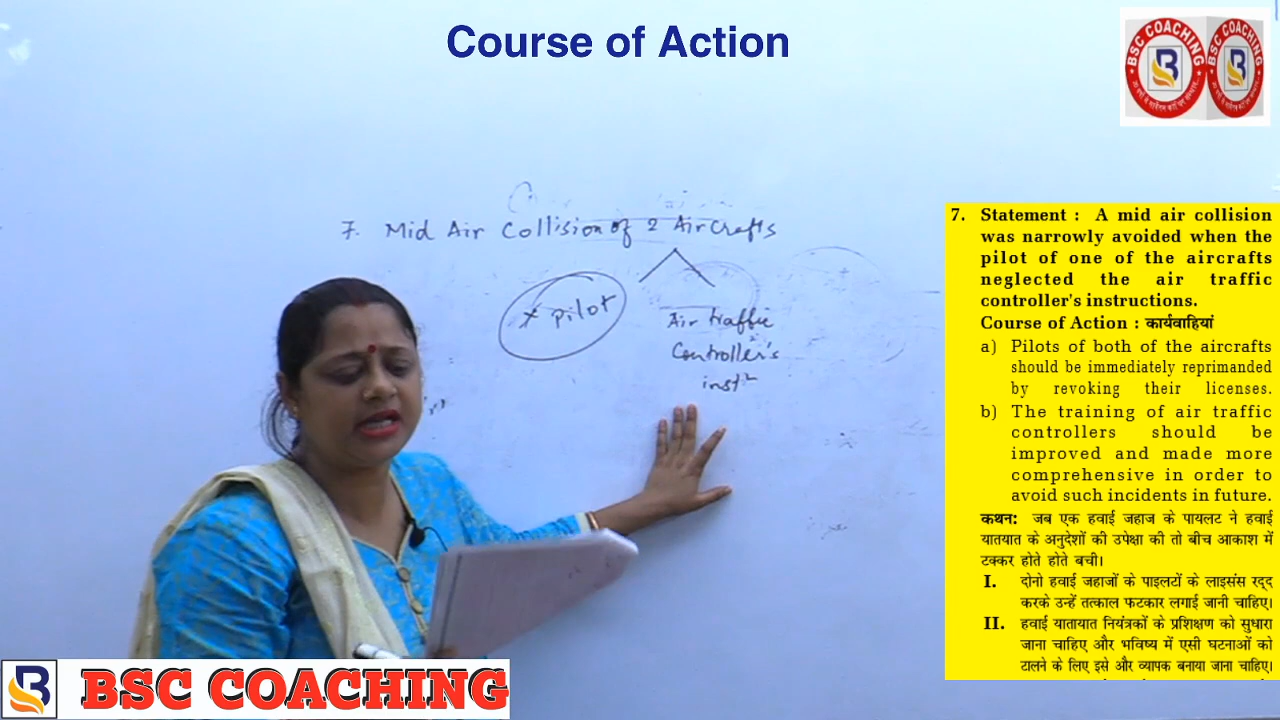 Course of Action
BSC COACHING
BSC COACHING
7. Mid Air Collision of 2 Aircrafts
x pilot
Air traffic
Controller's
instⁿ
7. Statement : A mid air collision
was narrowly avoided when the
pilot of one of the aircrafts
neglected the air traffic
controller's instructions.
Course of Action : कार्यवाहियां
a) Pilots of both of the aircrafts
should be immediately reprimanded
by revoking their licenses.
b) The training of air traffic
controllers should be
improved and made more
comprehensive in order to
avoid such incidents in future.
कथन: जब एक हवाई जहाज के पायलट ने हवाई
यातयात के अनुदेशों की उपेक्षा की तो बीच आकाश में
टक्कर होते होते बची।
I. दोनो हवाई जहाजों के पाइलटों के लाइसंस रद्द
करके उन्हें तत्काल फटकार लगाई जानी चाहिए।
II. हवाई यातायात नियंत्रकों के प्रशिक्षण को सुधारा
जाना चाहिए और भविष्य में एसी घटनाओं को
टालने के लिए इसे और व्यापक बनाया जाना चाहिए।
BSC COACHING